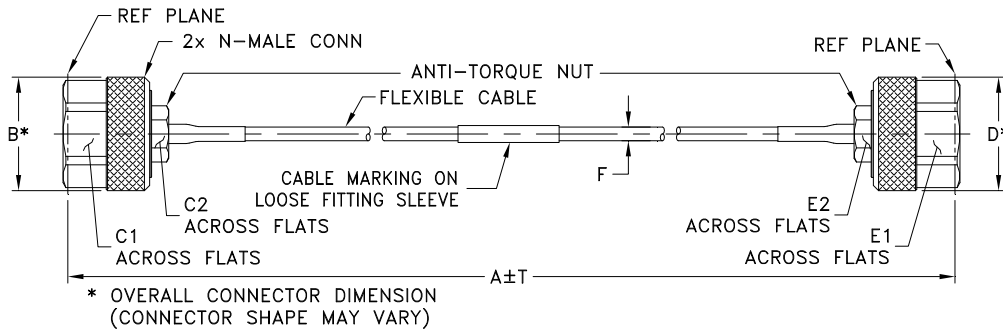 REF PLANE
2x N-MALE CONN
REF PLANE
ANTI-TORQUE NUT
FLEXIBLE CABLE
B*
D*
F
CABLE MARKING ON
LOOSE FITTING SLEEVE
C2
ACROSS FLATS
E2
ACROSS FLATS
C1
ACROSS FLATS
E1
ACROSS FLATS
A±T
* OVERALL CONNECTOR DIMENSION
(CONNECTOR SHAPE MAY VARY)